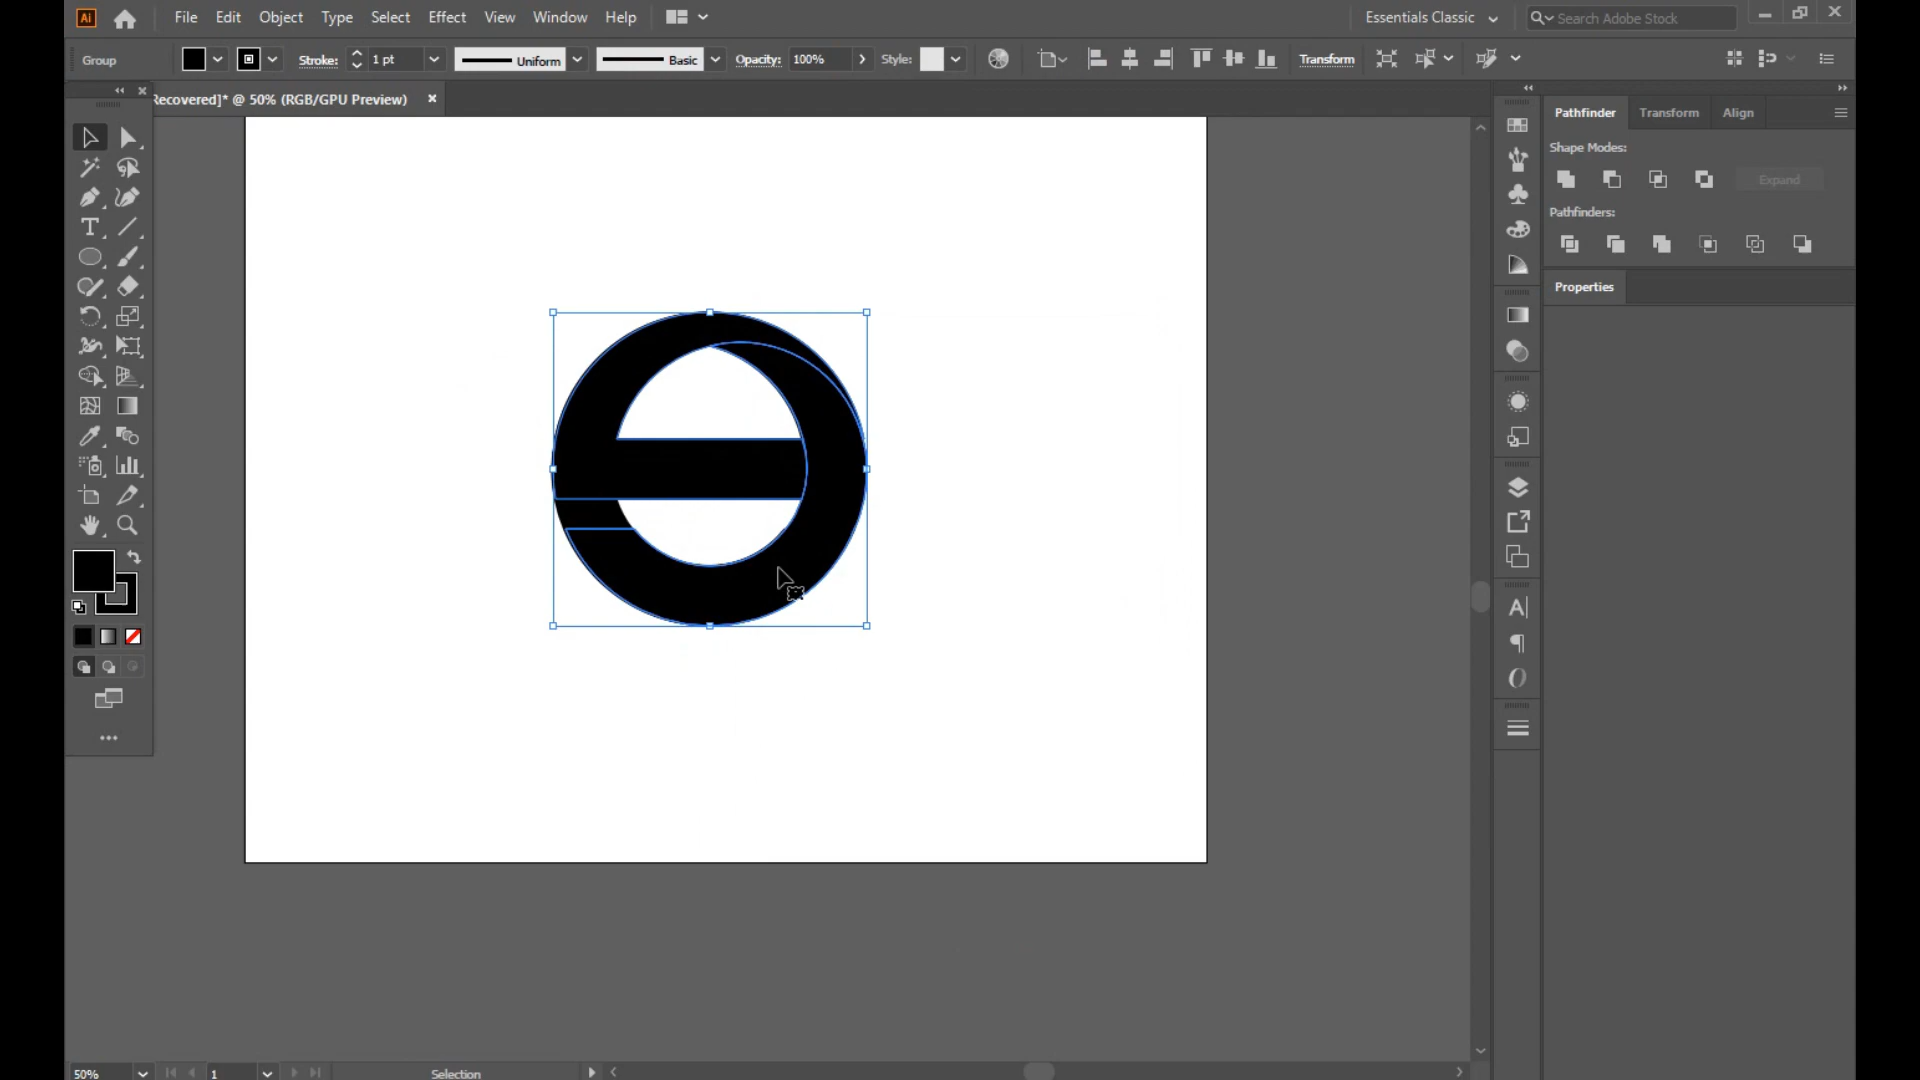 Ai File Edit Object Type Select Effect View Window Help Essentials Classic Search Adobe Stock
Group Stroke: 1 pt Uniform Basic Opacity: 100% Style: Transform
Recovered]* @ 50% (RGB/GPU Preview)
Pathfinder Transform Align
Shape Modes:
Expand
Pathfinders:
Properties
50% 1 Selection